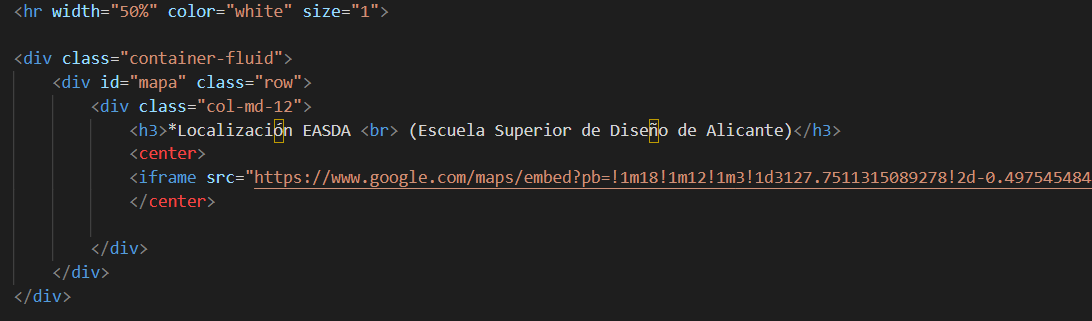 <hr width="50%" color="white" size="1">
<div class="container-fluid">
<div id="mapa" class="row">
<div class="col-md-12">
<h3>*Localización EASDA <br> (Escuela Superior de Diseño de Alicante)</h3>
<center>
<iframe src="https://www.google.com/maps/embed?pb=!1m18!1m12!1m3!1d3127.7511315089278!2d-0.497545484
</center>
</div>
</div>
</div>